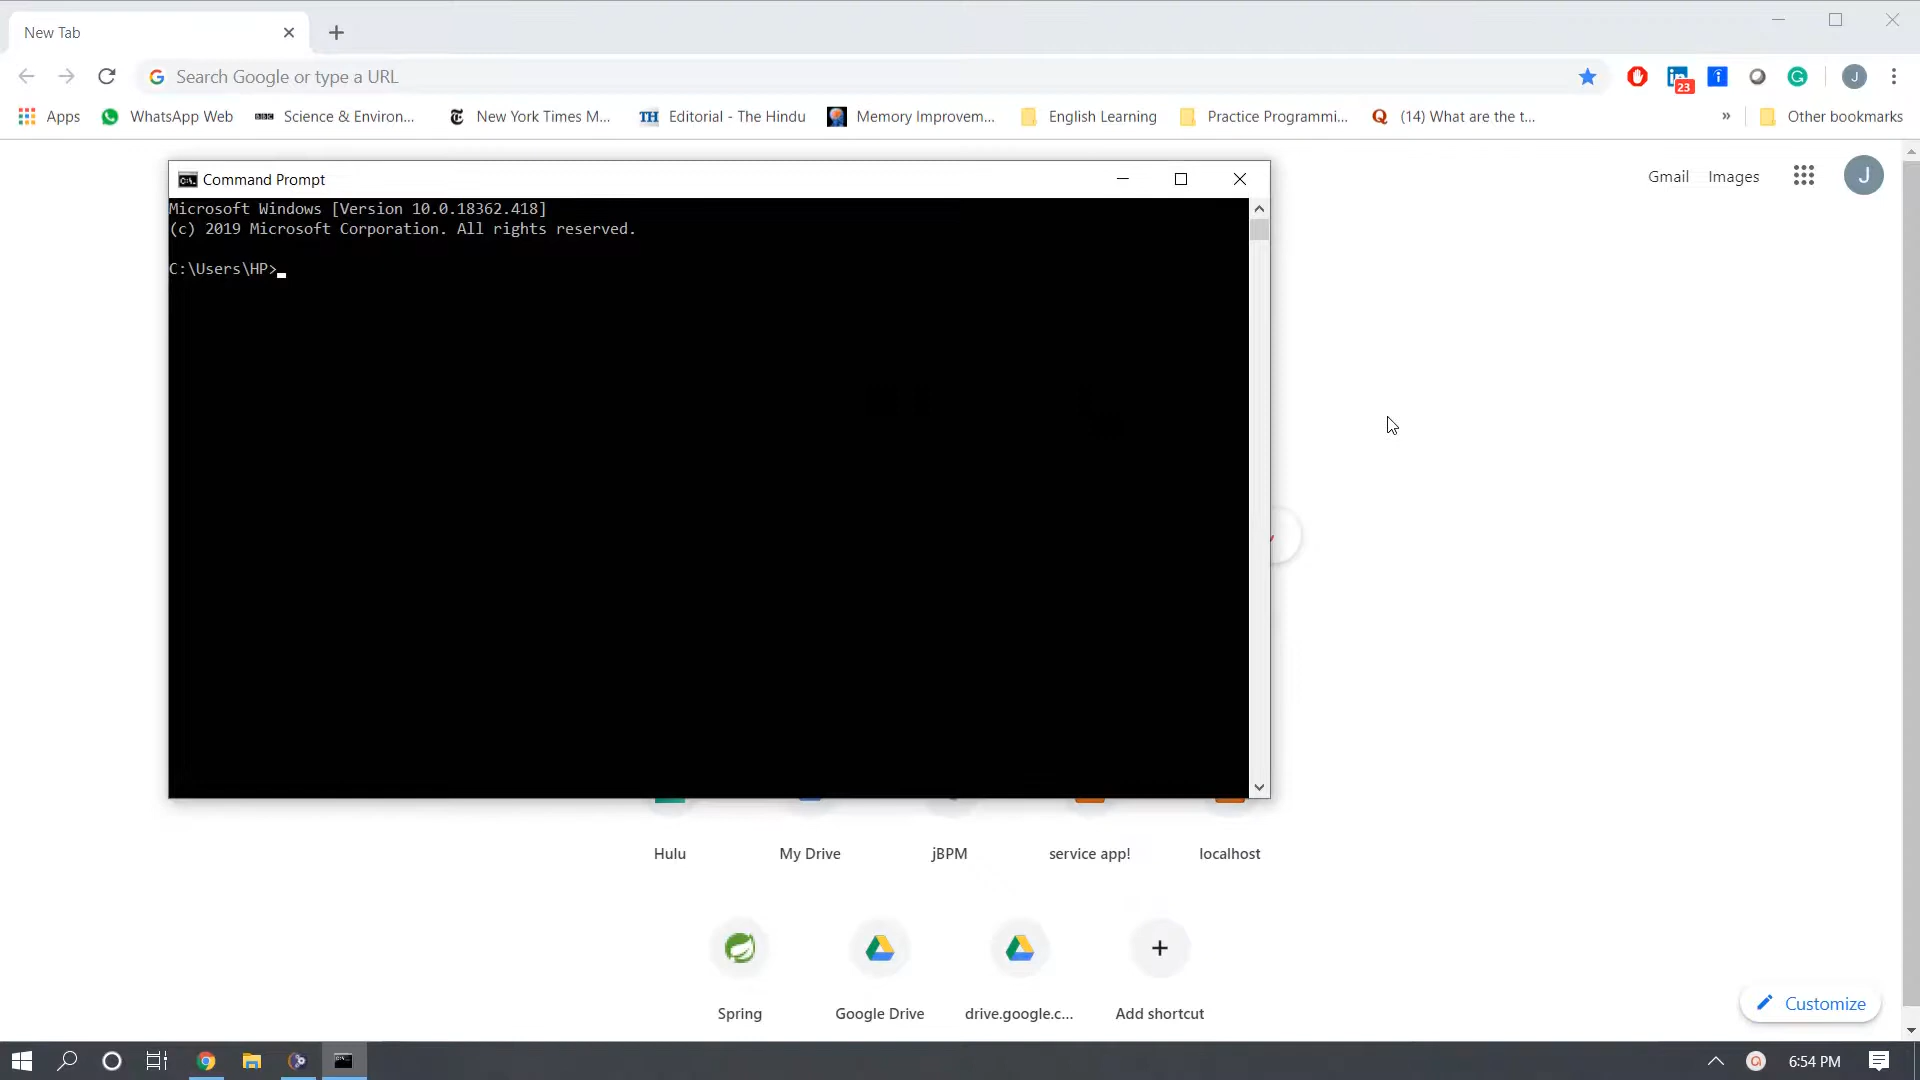 New Tab
Search Google or type a URL
23
J
Apps
WhatsApp Web
BBC
Science & Environ...
New York Times M...
TH
Editorial - The Hindu
Memory Improvem...
English Learning
Practice Programmi...
(14) What are the t...
»
Other bookmarks
Gmail
Images
J
Command Prompt
Microsoft Windows [Version 10.0.18362.418]
(c) 2019 Microsoft Corporation. All rights reserved.
C:\Users\HP>
Hulu
My Drive
jBPM
service app!
localhost
Spring
Google Drive
drive.google.c...
Add shortcut
Customize
6:54 PM